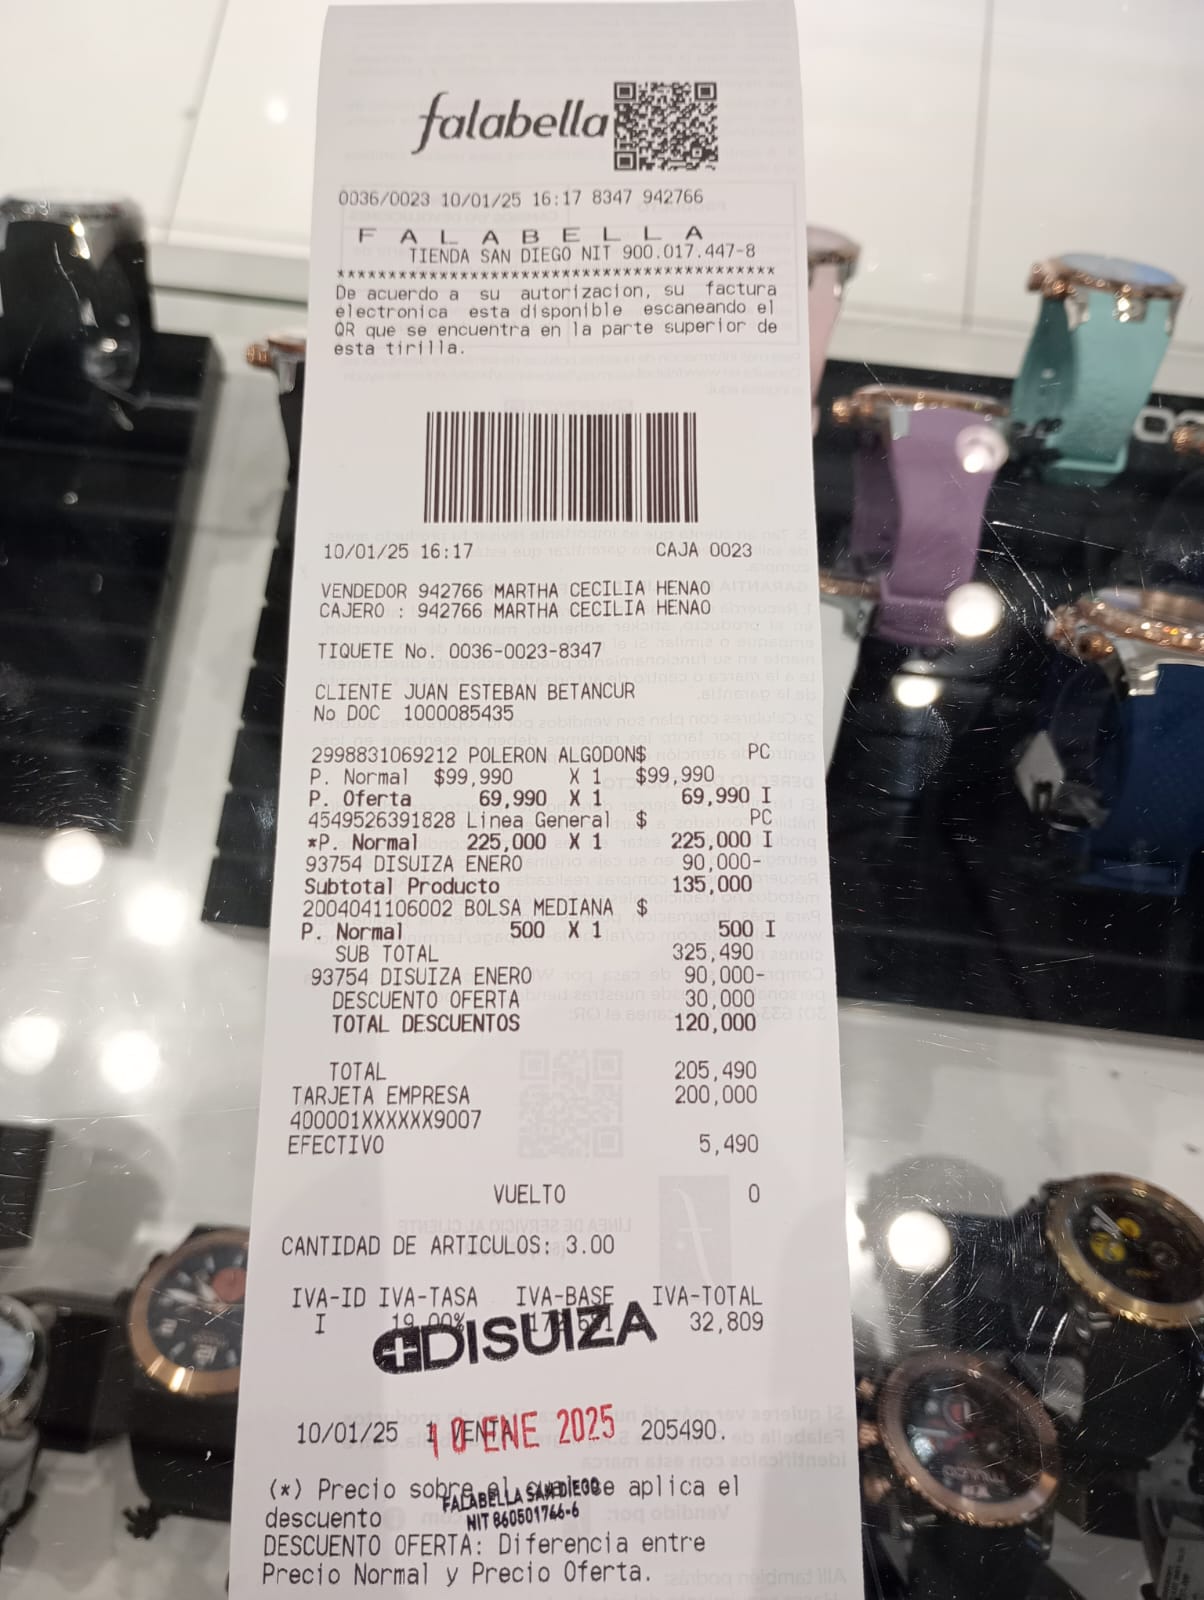 falabella
0036/0023 10/01/25 16:17 8347 942766
F A L A B E L L A
TIENDA SAN DIEGO NIT 900.017.447-8
******************************************
De acuerdo a su autorizacion, su factura
electronica esta disponible escaneando el
QR que se encuentra en la parte superior de
esta tirilla.
10/01/25 16:17 CAJA 0023
VENDEDOR 942766 MARTHA CECILIA HENAO
CAJERO : 942766 MARTHA CECILIA HENAO
TIQUETE No. 0036-0023-8347
CLIENTE JUAN ESTEBAN BETANCUR
No DOC 1000085435
2998831069212 POLERON ALGODON$ PC
P. Normal $99,990 X 1 $99,990
P. Oferta 69,990 X 1 69,990 I
4549526391828 Linea General $ PC
*P. Normal 225,000 X 1 225,000 I
93754 DISUIZA ENERO 90,000-
Subtotal Producto 135,000
2004041106002 BOLSA MEDIANA $
P. Normal 500 X 1 500 I
SUB TOTAL 325,490
93754 DISUIZA ENERO 90,000-
DESCUENTO OFERTA 30,000
TOTAL DESCUENTOS 120,000
TOTAL 205,490
TARJETA EMPRESA 200,000
400001XXXXXX9007
EFECTIVO 5,490
VUELTO 0
CANTIDAD DE ARTICULOS: 3.00
IVA-ID IVA-TASA IVA-BASE IVA-TOTAL
I 19.00% 32,809
DISUIZA
10/01/25 1 VENTA 205490.
10 ENE 2025
(*) Precio sobre el cual se aplica el
FALABELLA SAN DIEGO
descuento
NIT 860501766-6
DESCUENTO OFERTA: Diferencia entre
Precio Normal y Precio Oferta.